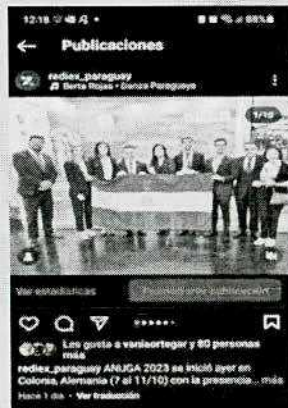 12:18
88%
← Publicaciones
rediex_paraguay
Berta Rojas • Danza Paraguaya
1/10
Ver estadísticas
Les gusta a vaniaortegar y 80 personas
más
rediex_paraguay ANUGA 2023 se inició ayer en
Colonia, Alemania (7 al 11/10) con la presencia... más
Hace 1 día • Ver traducción